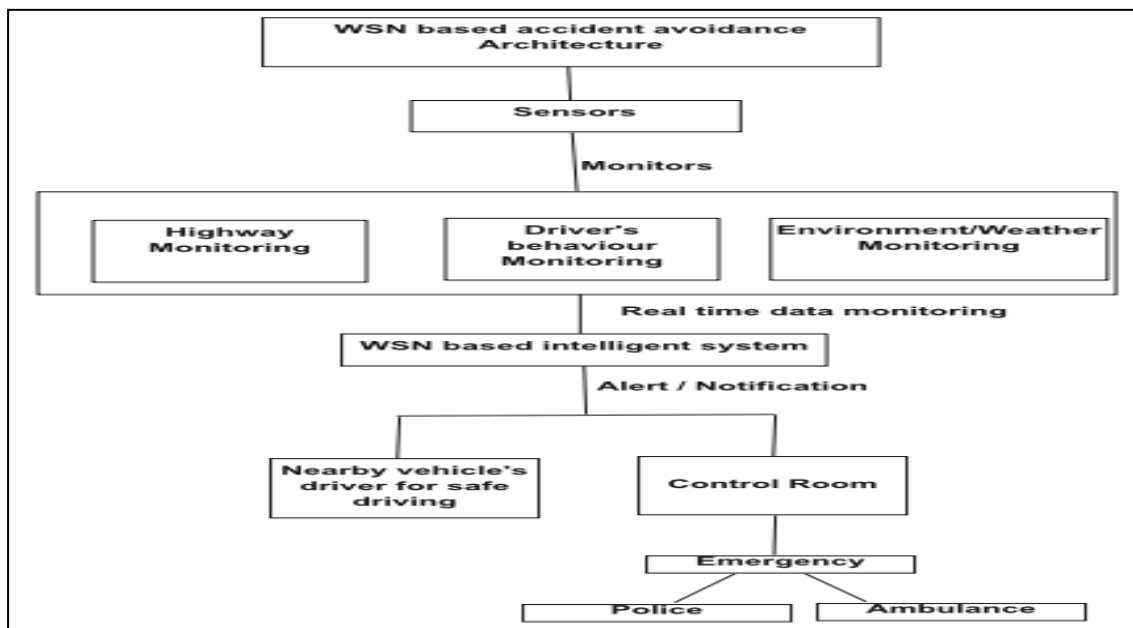 WSN based accident avoidance
Architecture
Sensors
Monitors
Highway
Monitoring
Driver's
behaviour
Monitoring
Environment/Weather
Monitoring
Real time data monitoring
WSN based intelligent system
Alert / Notification
Nearby vehicle's
driver for safe
driving
Control Room
Emergency
Police
Ambulance